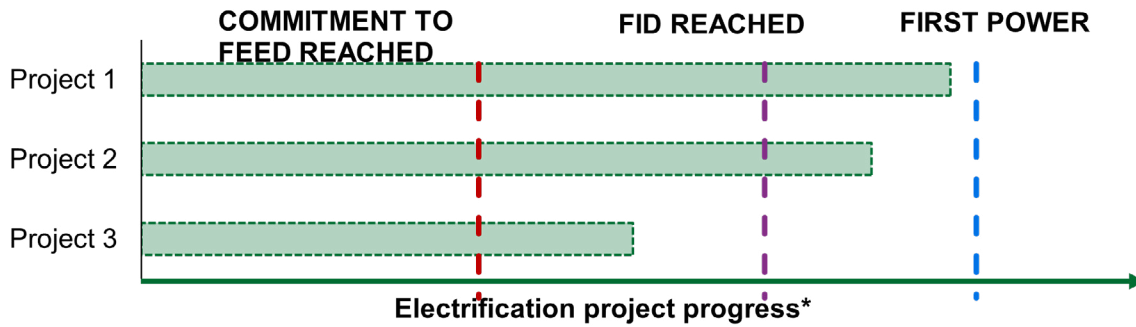 COMMITMENT TO
FEED REACHED
FID REACHED
FIRST POWER
Project 1
Project 2
Project 3
Electrification project progress*